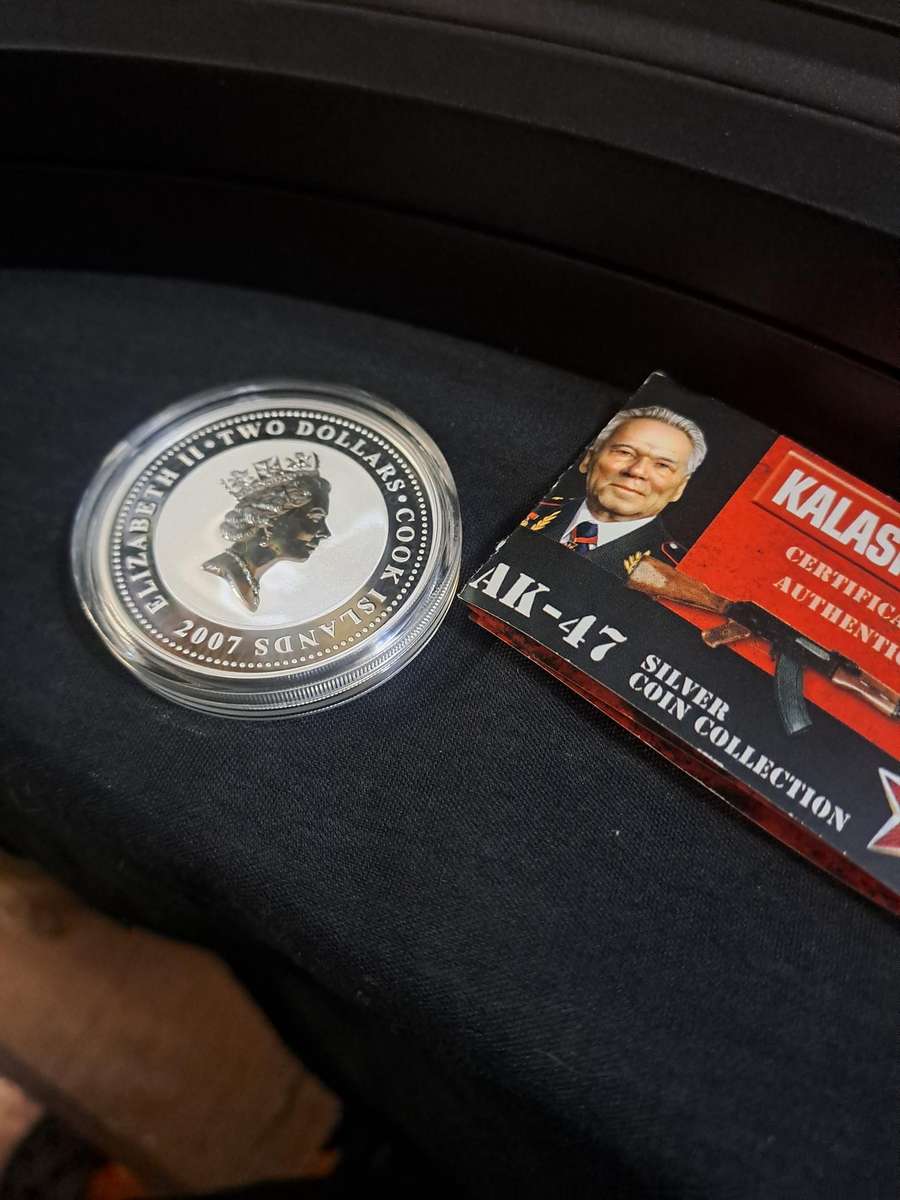 ELIZABETH II • TWO DOLLARS • COOK ISLANDS
2007
AK-47
SILVER
COIN COLLECTION